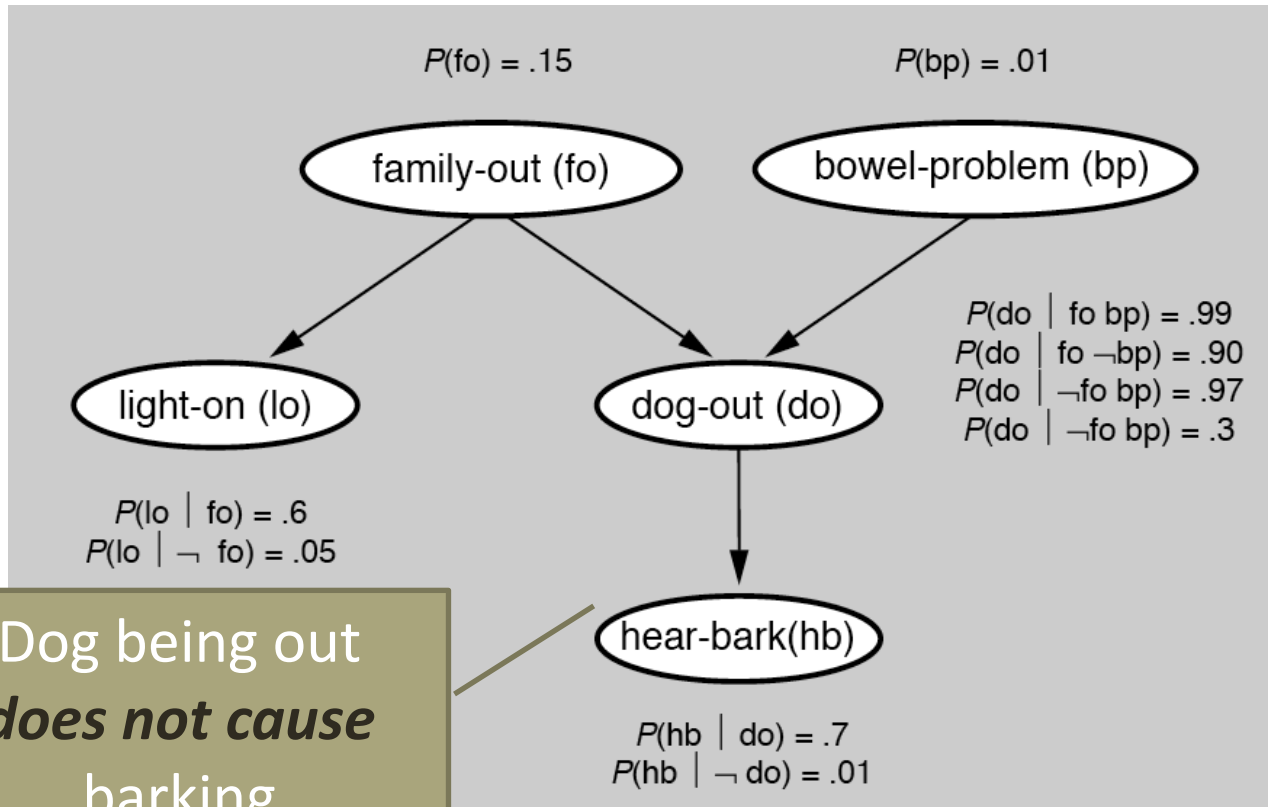 P(fo) = .15
P(bp) = .01
family-out (fo)
bowel-problem (bp)
P(do | fo bp) = .99
P(do | fo ¬bp) = .90
P(do | ¬fo bp) = .97
P(do | ¬fo bp) = .3
light-on (lo)
dog-out (do)
P(lo | fo) = .6
P(lo | ¬ fo) = .05
Dog being out
does not cause
barking
hear-bark(hb)
P(hb | do) = .7
P(hb | ¬ do) = .01